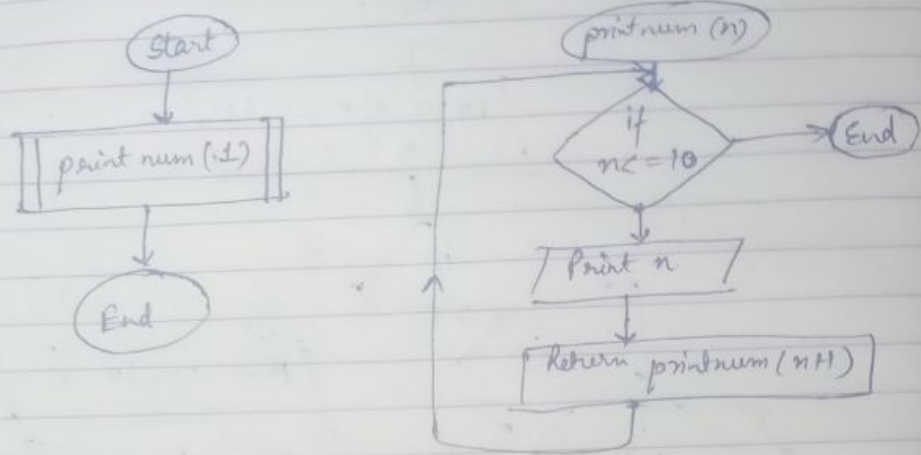 Start
print num (1)
End
printnum (n)
if
n<=10
End
Print n
Return printnum (n+1)